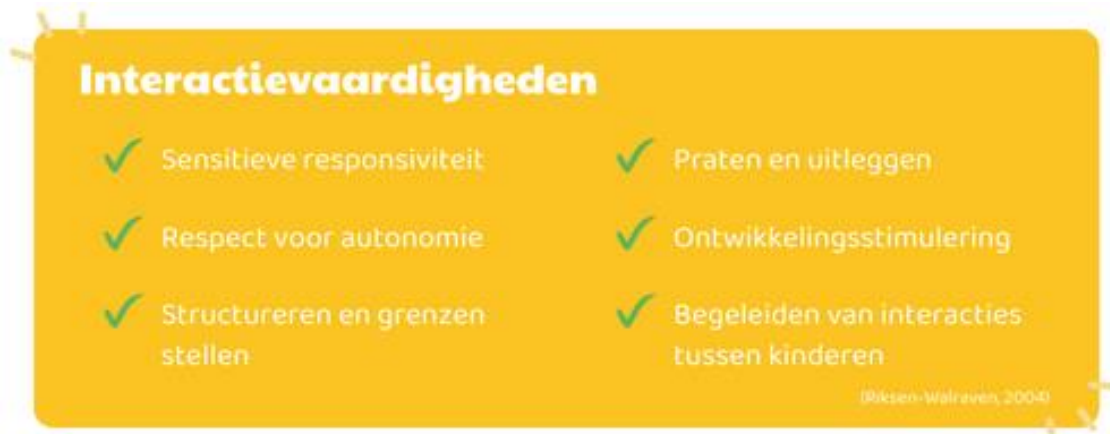 Interactievaardigheden
Sensitieve responsiviteit
Respect voor autonomie
Structureren en grenzen
stellen
Praten en uitleggen
Ontwikkelingsstimulering
Begeleiden van interacties
tussen kinderen
(Riksen-Walraven, 2004)